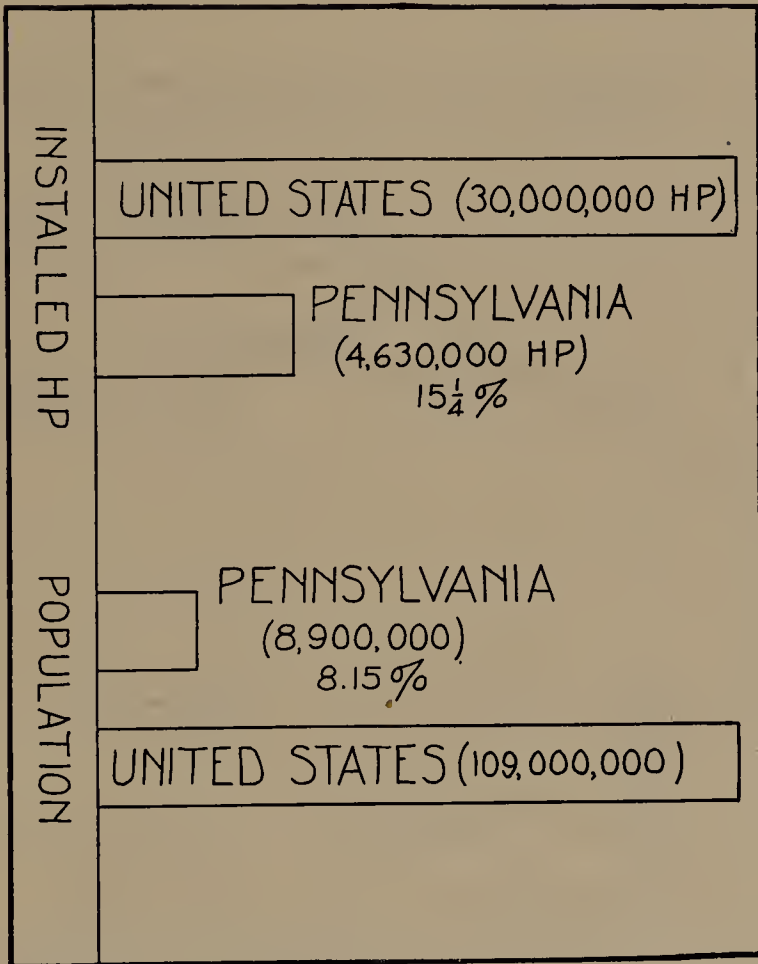 INSTALLED HP
UNITED STATES (30,000,000 HP)
PENNSYLVANIA
(4,630,000 HP)
15¼%
POPULATION
PENNSYLVANIA
(8,900,000)
8.15%
UNITED STATES (109,000,000)